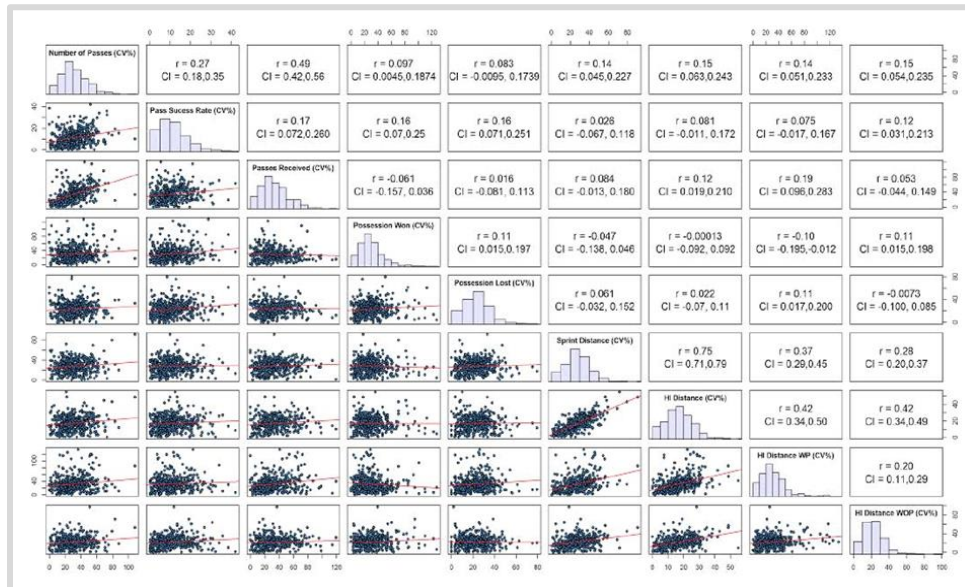 0 10 20 30 40
0 20 40 60 80 120
0 20 40 60 80
0 20 40 60 80 120
Number of Passes (CV%)
r = 0.27
CI = 0.18,0.35
r = 0.49
CI = 0.42,0.56
r = 0.097
CI = 0.0045,0.1874
r = 0.083
CI = -0.0095, 0.1739
r = 0.14
CI = 0.045,0.227
r = 0.15
CI = 0.063,0.243
r = 0.14
CI = 0.051,0.233
r = 0.15
CI = 0.054,0.235
Pass Sucess Rate (CV%)
r = 0.17
CI = 0.072,0.260
r = 0.16
CI = 0.07,0.25
r = 0.16
CI = 0.071,0.251
r = 0.026
CI = -0.067, 0.118
r = 0.081
CI = -0.011, 0.172
r = 0.075
CI = -0.017, 0.167
r = 0.12
CI = 0.031,0.213
Passes Received (CV%)
r = -0.061
CI = -0.157, 0.036
r = 0.016
CI = -0.081, 0.113
r = 0.084
CI = -0.013, 0.180
r = 0.12
CI = 0.019,0.210
r = 0.19
CI = 0.096,0.283
r = 0.053
CI = -0.044, 0.149
Possession Won (CV%)
r = 0.11
CI = 0.015,0.197
r = -0.047
CI = -0.138, 0.046
r = -0.00013
CI = -0.092, 0.092
r = -0.10
CI = -0.195,-0.012
r = 0.11
CI = 0.015,0.198
Possession Lost (CV%)
r = 0.061
CI = -0.032, 0.152
r = 0.022
CI = -0.07, 0.11
r = 0.11
CI = 0.017,0.200
r = -0.0073
CI = -0.100, 0.085
Sprint Distance (CV%)
r = 0.75
CI = 0.71,0.79
r = 0.37
CI = 0.29,0.45
r = 0.28
CI = 0.20,0.37
HI Distance (CV%)
r = 0.42
CI = 0.34,0.50
r = 0.42
CI = 0.34,0.49
HI Distance WP (CV%)
r = 0.20
CI = 0.11,0.29
HI Distance WOP (CV%)
0 20 40 60 80 100
0 20 40 60 80 100 120
0 20 40 60 80
0 10 20 30 40 50
0 20 40 60 80 100